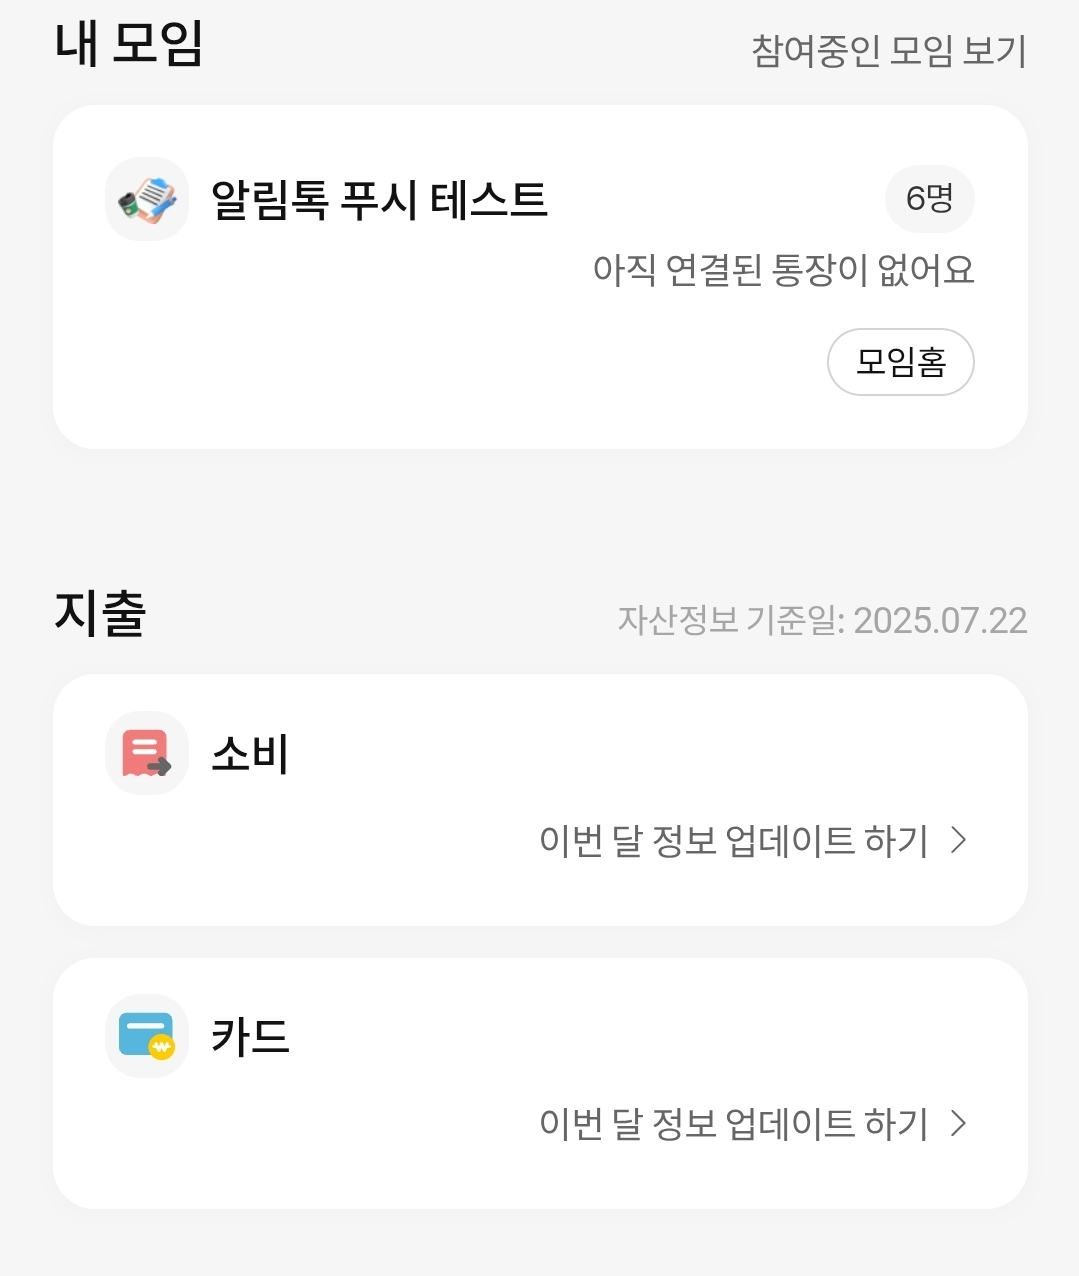 내 모임
참여중인 모임 보기
알림톡 푸시 테스트
6명
아직 연결된 통장이 없어요
모임홈
지출
자산정보 기준일: 2025.07.22
소비
이번 달 정보 업데이트 하기
카드
이번 달 정보 업데이트 하기